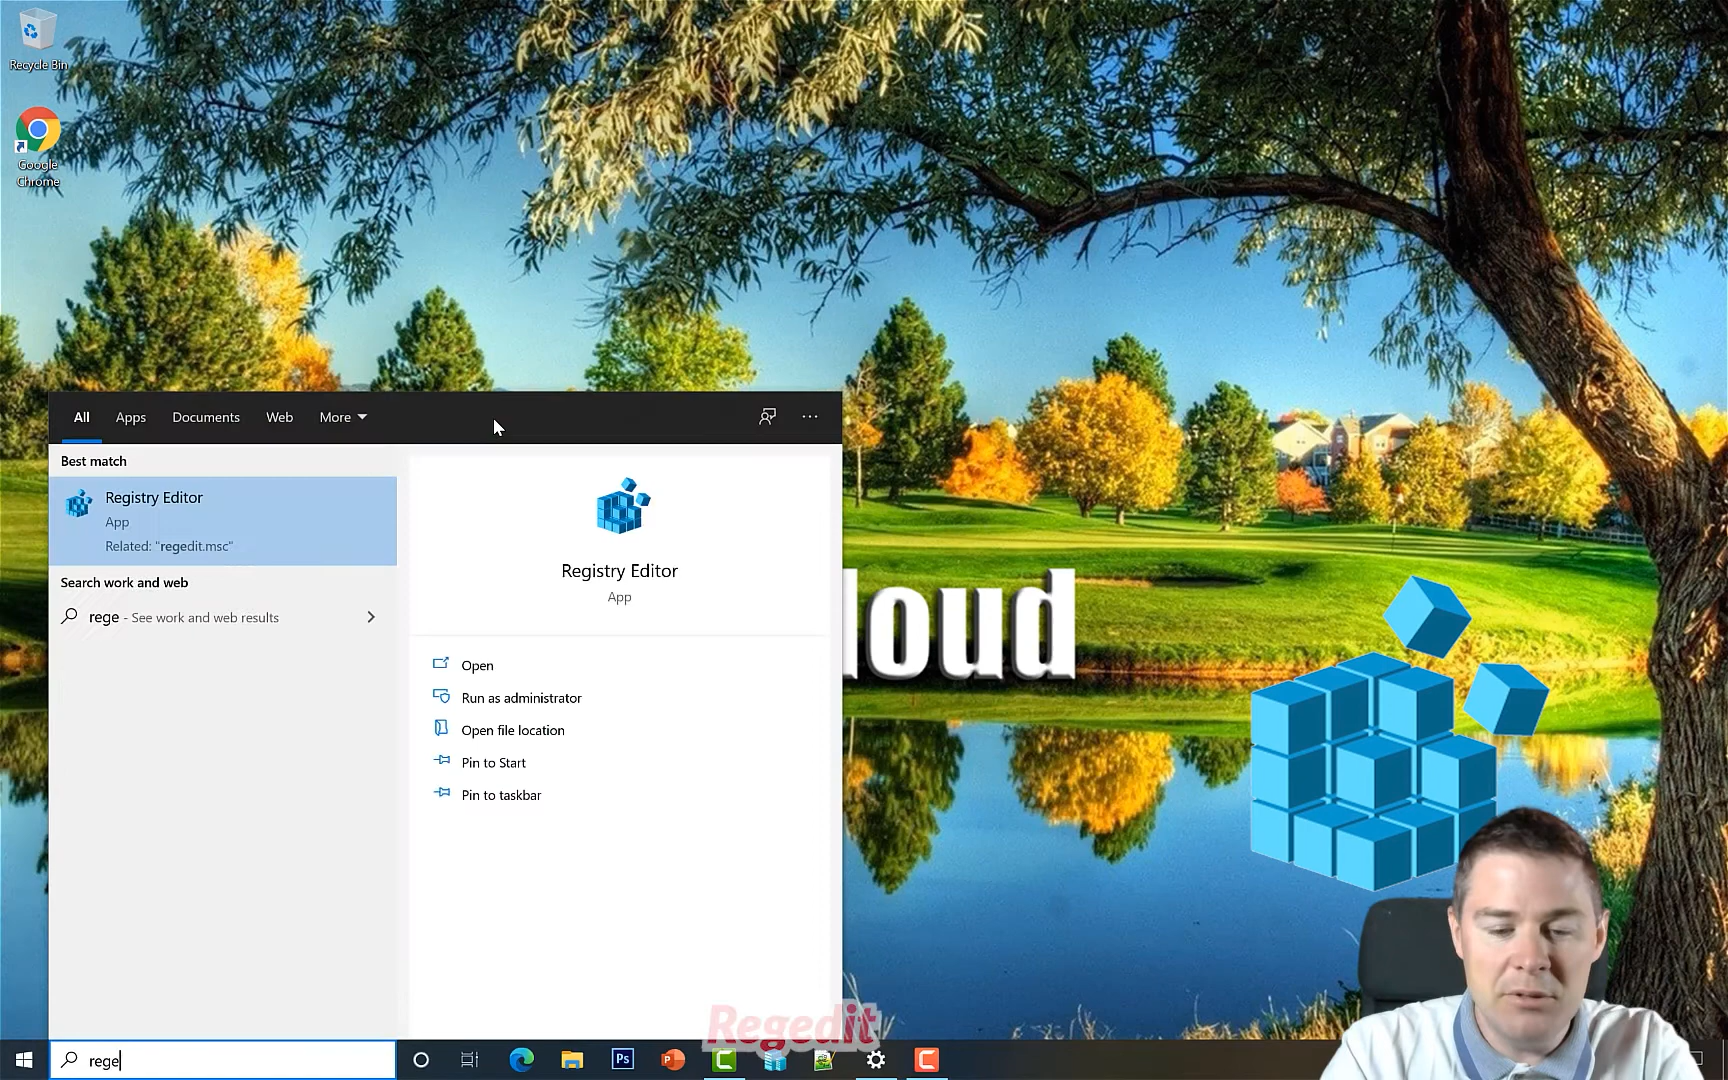 Recycle Bin
Google
Chrome
All Apps Documents Web More
Best match
Registry Editor
App
Related: "regedit.msc"
Search work and web
rege - See work and web results
Registry Editor
App
Open
Run as administrator
Open file location
Pin to Start
Pin to taskbar
loud
Regedit
rege
Ps
P